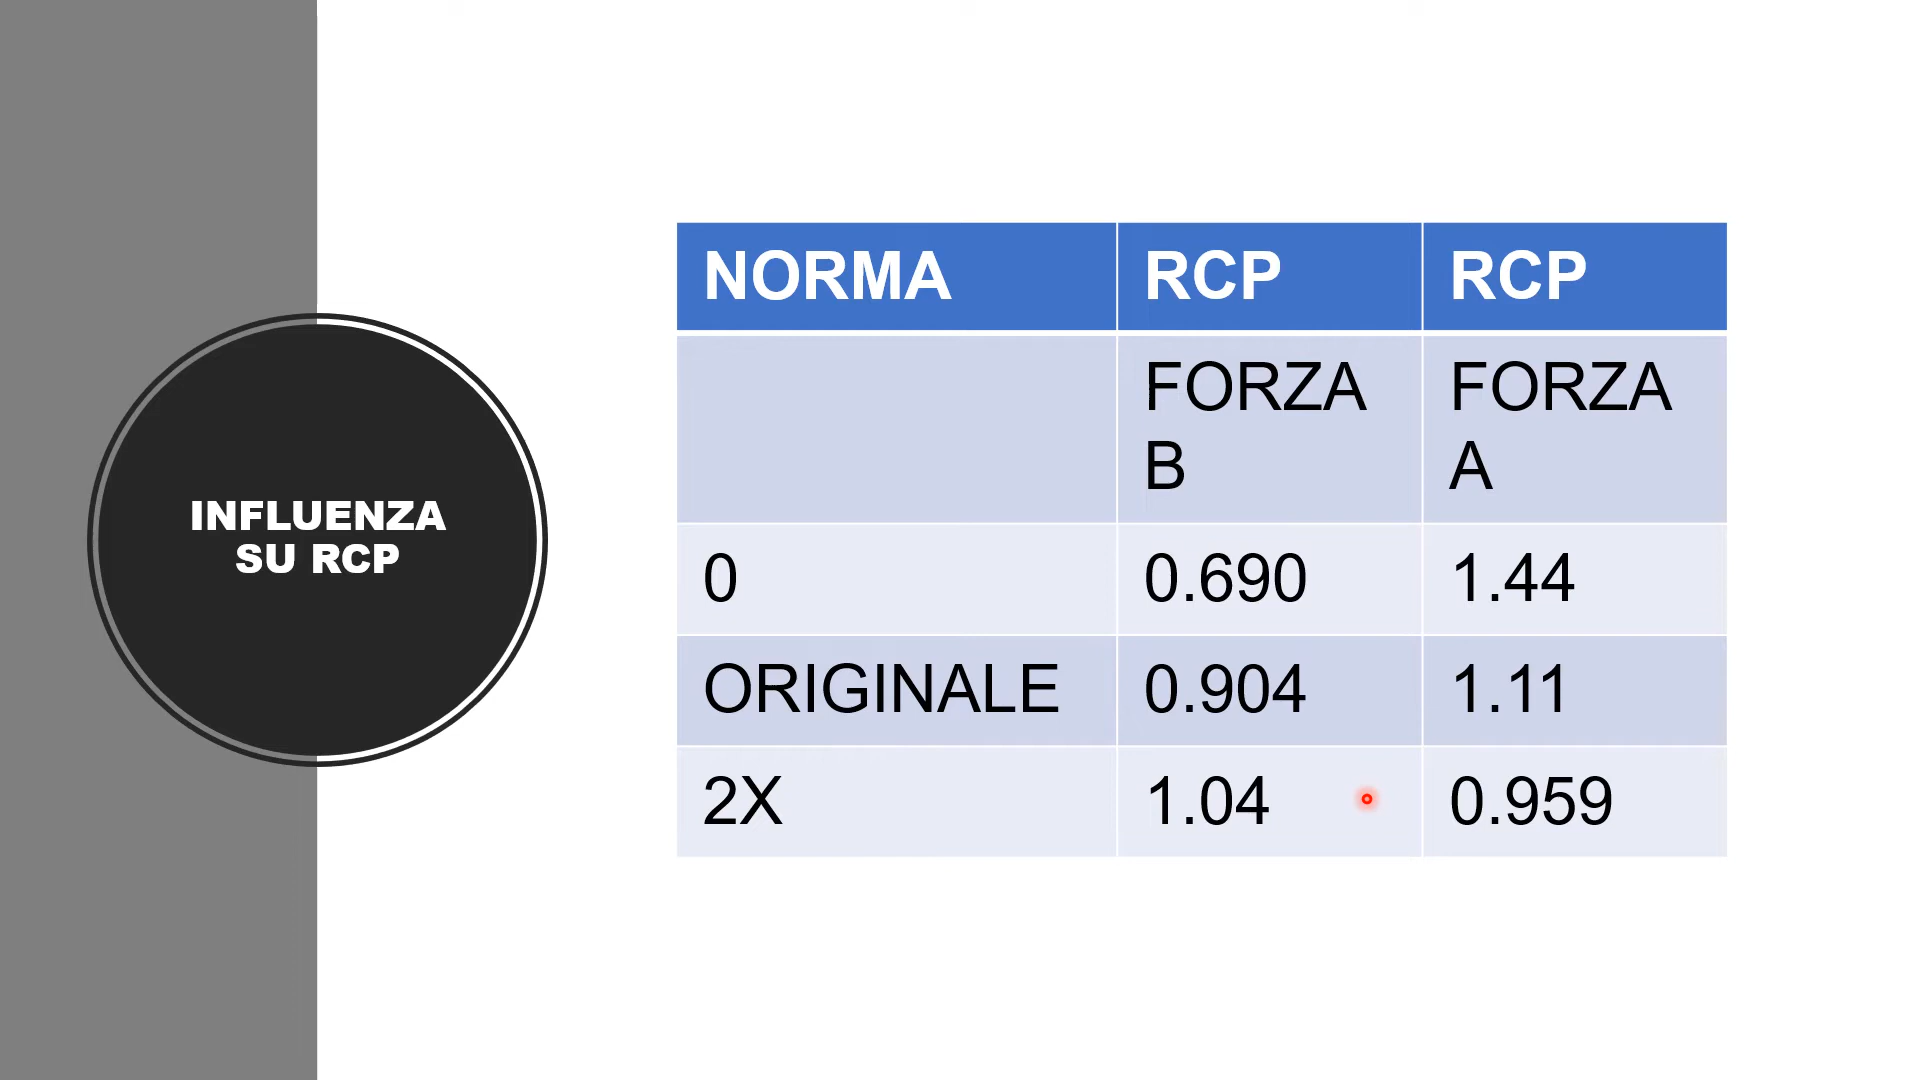 INFLUENZA
SU RCP
NORMA RCP RCP
FORZA B FORZA A
0 0.690 1.44
ORIGINALE 0.904 1.11
2X 1.04 0.959